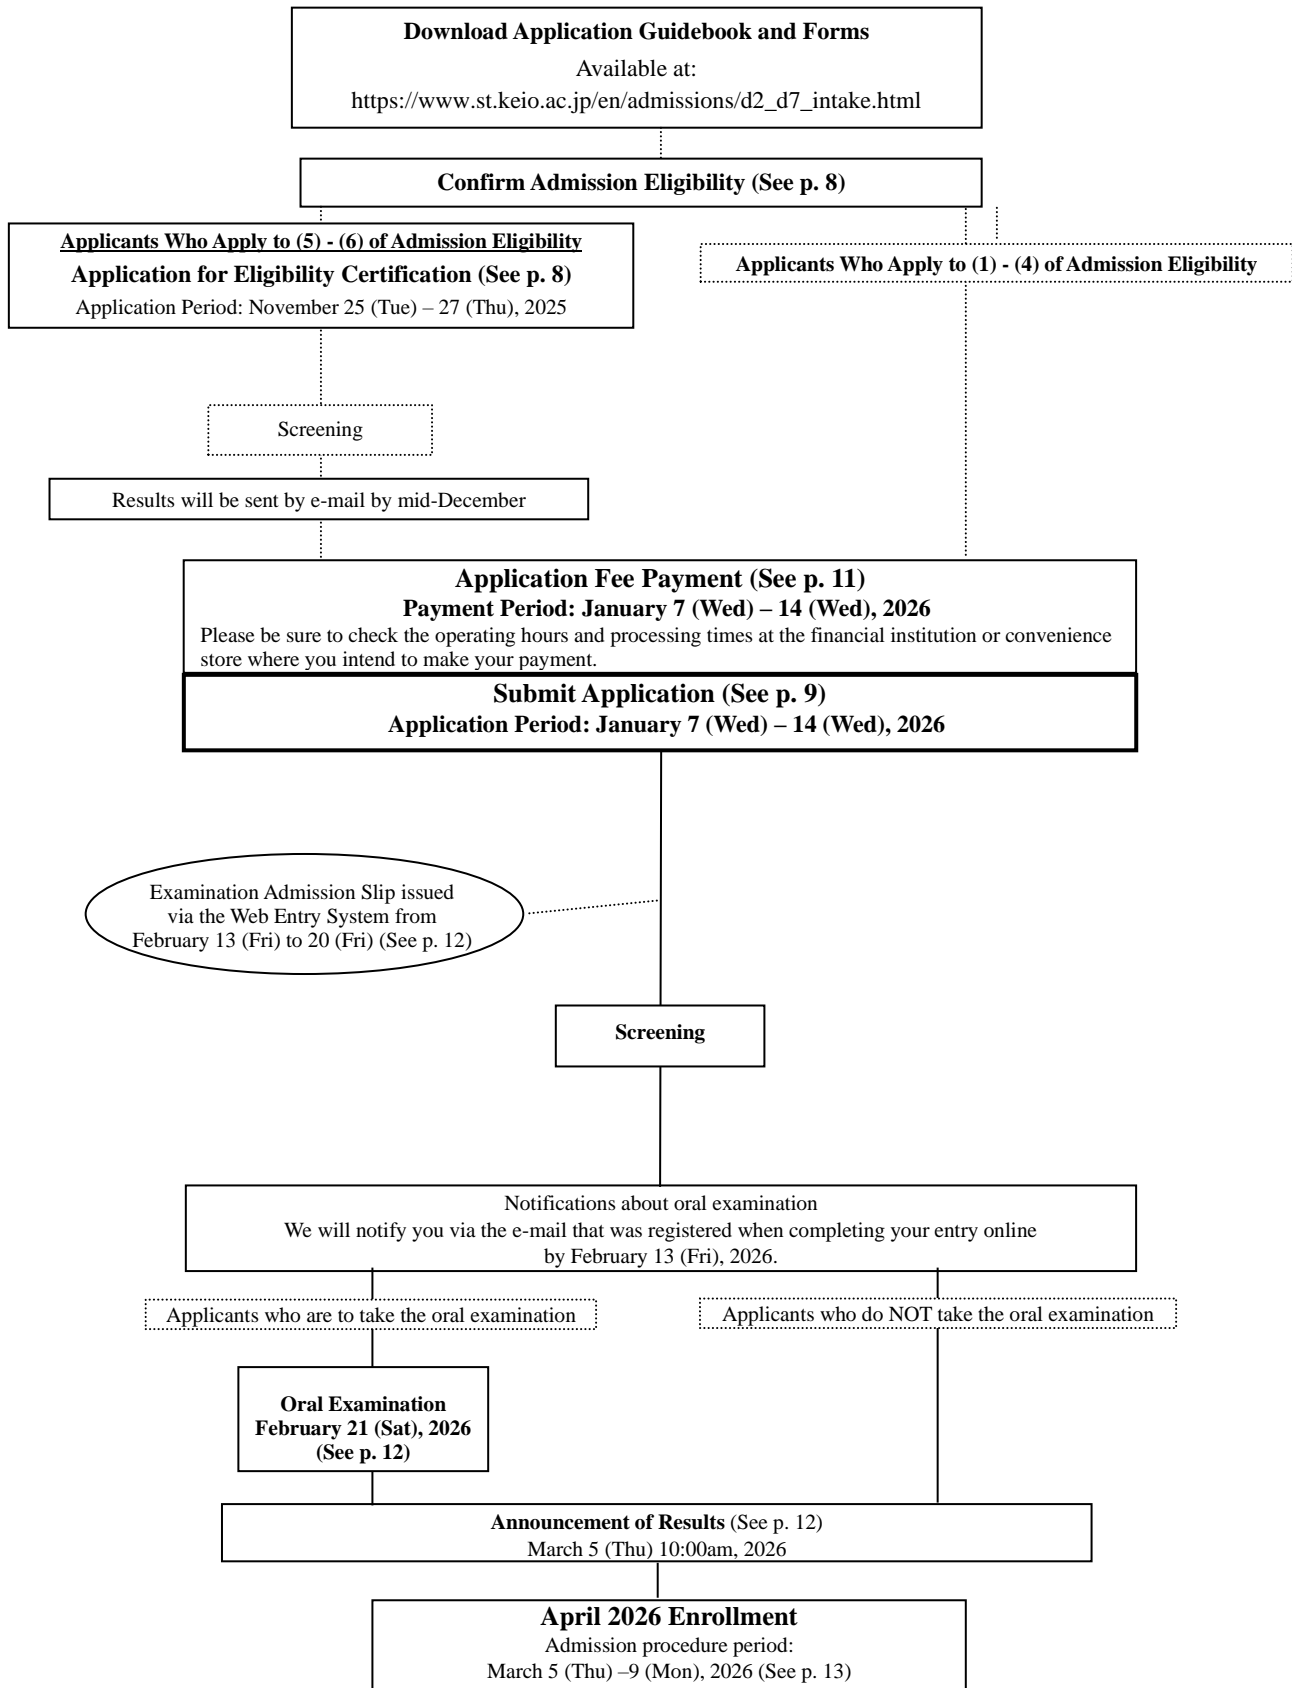 Download Application Guidebook and Forms
Available at:
https://www.st.keio.ac.jp/en/admissions/d2_d7_intake.html
Confirm Admission Eligibility (See p. 8)
Applicants Who Apply to (5) - (6) of Admission Eligibility
Application for Eligibility Certification (See p. 8)
Application Period: November 25 (Tue) – 27 (Thu), 2025
Applicants Who Apply to (1) - (4) of Admission Eligibility
Screening
Results will be sent by e-mail by mid-December
Application Fee Payment (See p. 11)
Payment Period: January 7 (Wed) – 14 (Wed), 2026
Please be sure to check the operating hours and processing times at the financial institution or convenience
store where you intend to make your payment.
Submit Application (See p. 9)
Application Period: January 7 (Wed) – 14 (Wed), 2026
Examination Admission Slip issued
via the Web Entry System from
February 13 (Fri) to 20 (Fri) (See p. 12)
Screening
Notifications about oral examination
We will notify you via the e-mail that was registered when completing your entry online
by February 13 (Fri), 2026.
Applicants who are to take the oral examination
Applicants who do NOT take the oral examination
Oral Examination
February 21 (Sat), 2026
(See p. 12)
Announcement of Results (See p. 12)
March 5 (Thu) 10:00am, 2026
April 2026 Enrollment
Admission procedure period:
March 5 (Thu) –9 (Mon), 2026 (See p. 13)